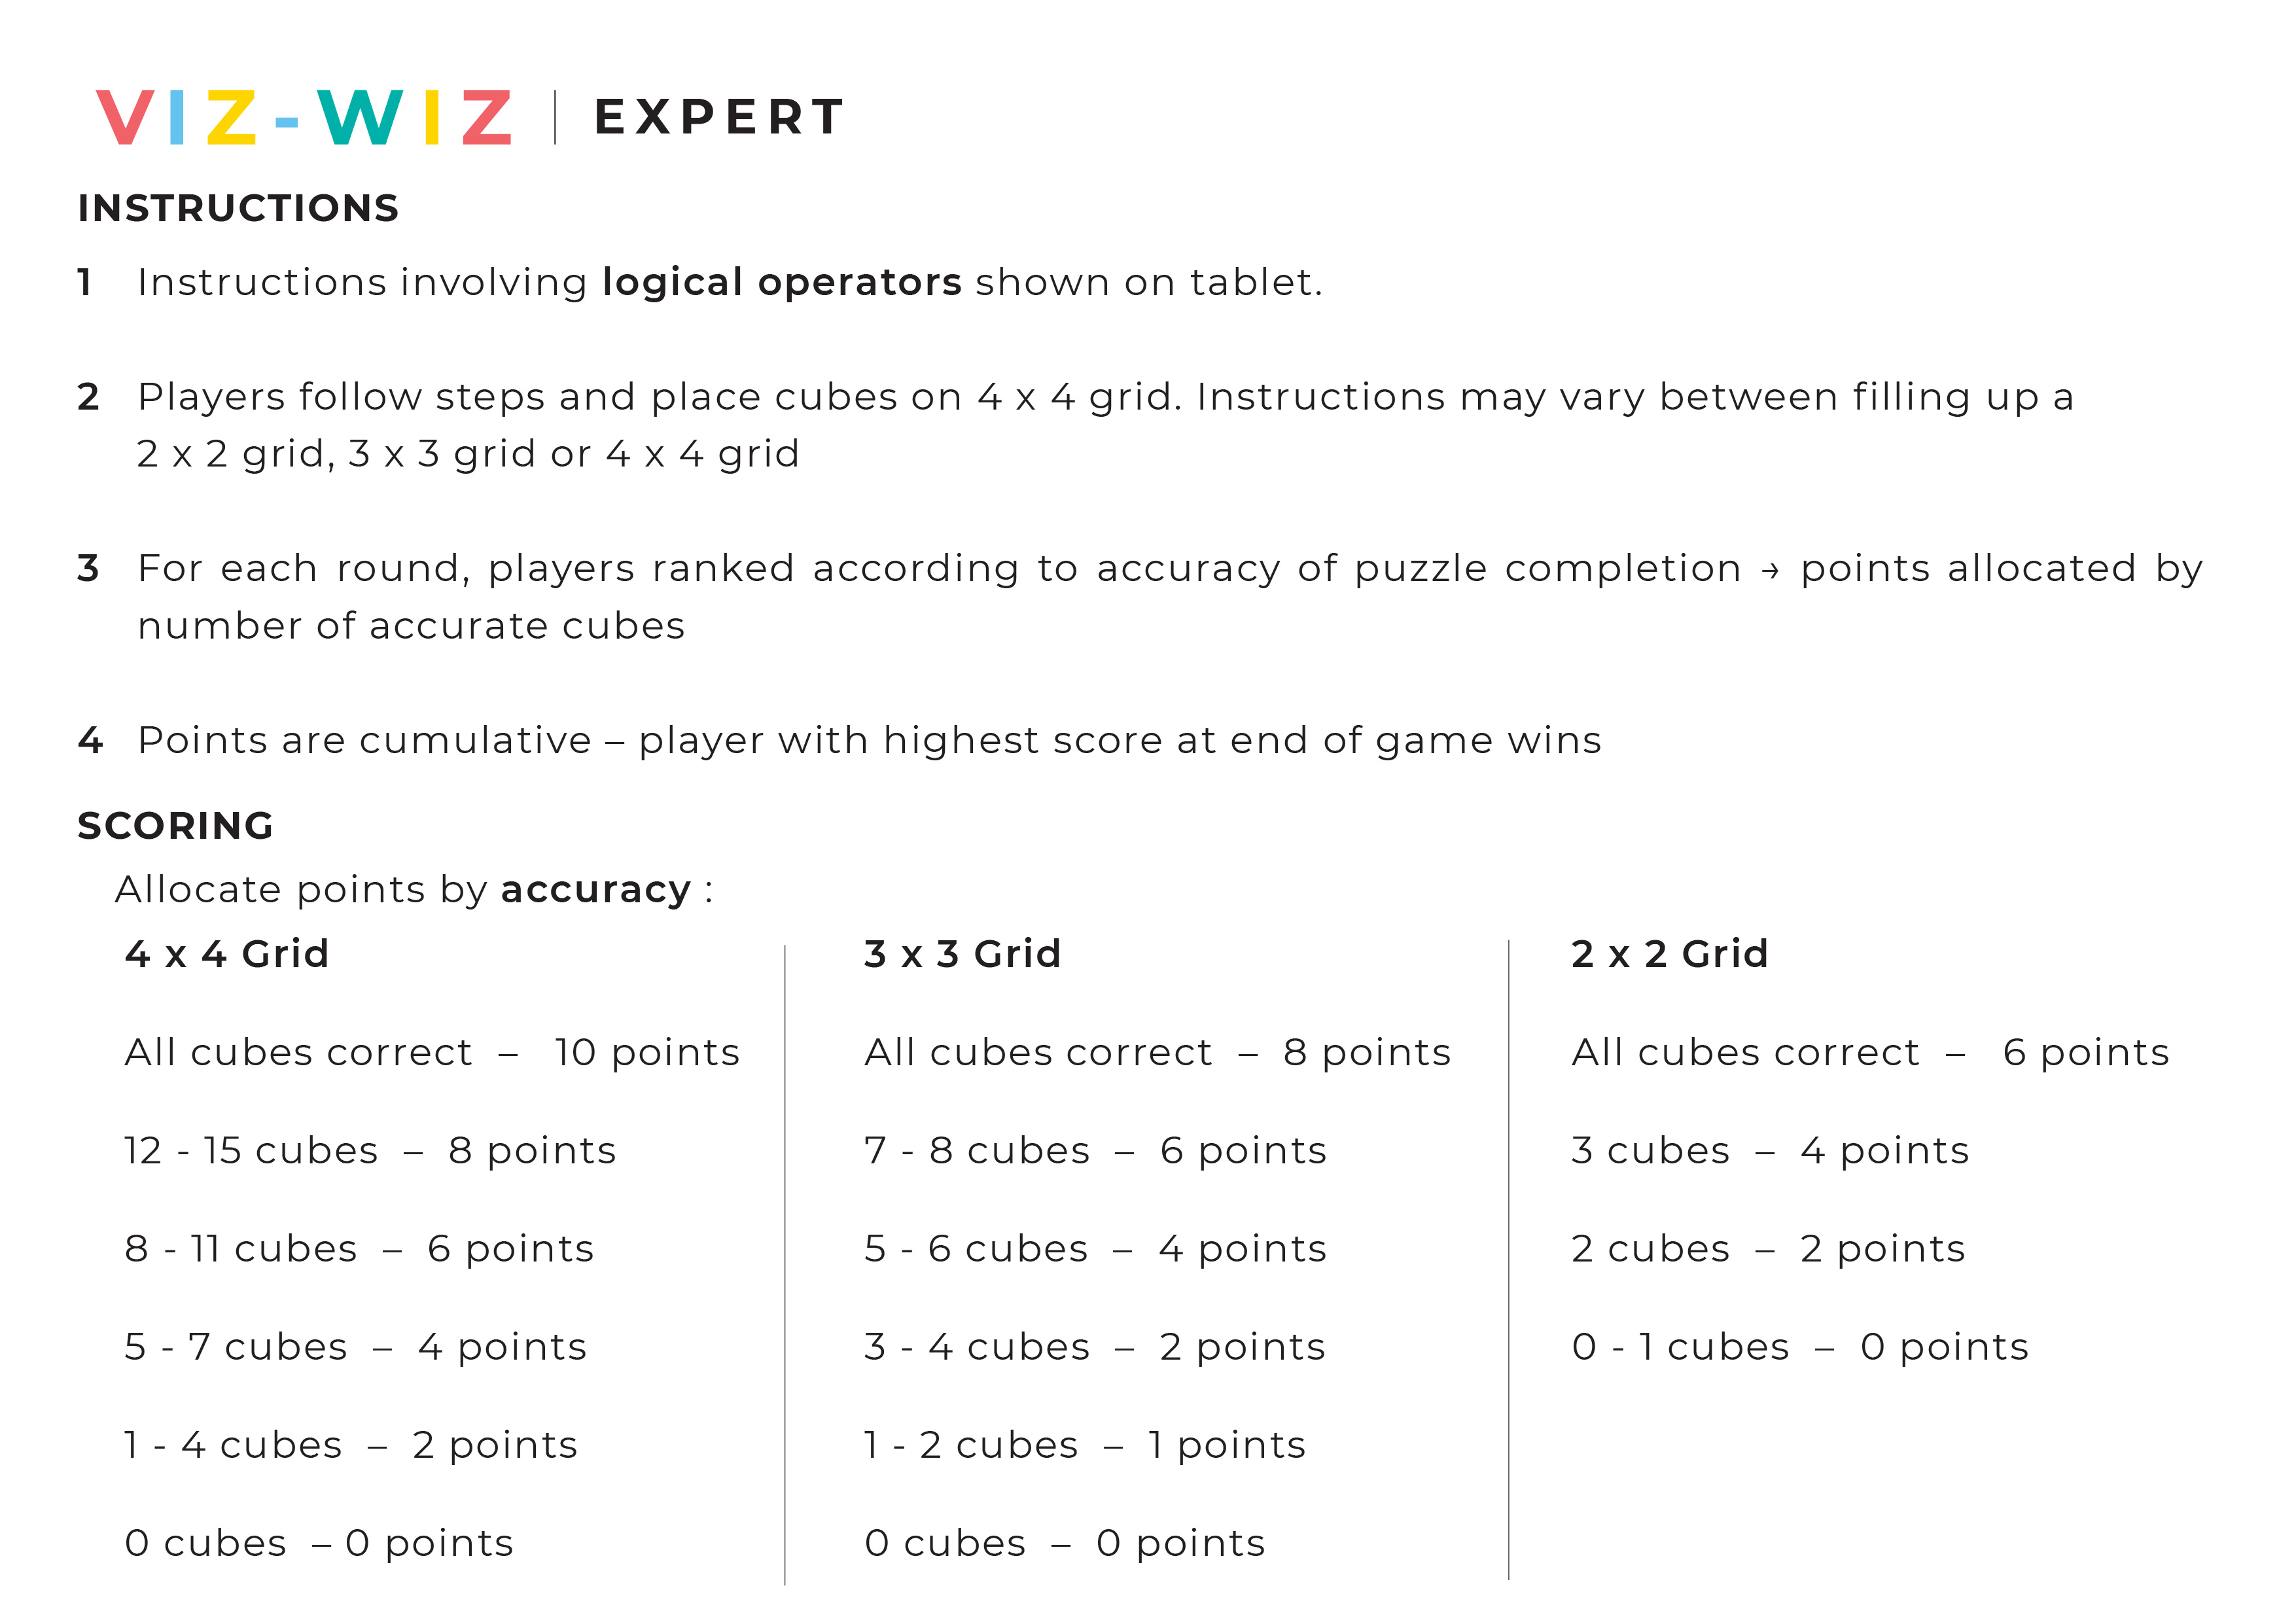 VIZ-WIZ | EXPERT
INSTRUCTIONS
1 Instructions involving logical operators shown on tablet.
2 Players follow steps and place cubes on 4 x 4 grid. Instructions may vary between filling up a
2 x 2 grid, 3 x 3 grid or 4 x 4 grid
3 For each round, players ranked according to accuracy of puzzle completion → points allocated by
number of accurate cubes
4 Points are cumulative – player with highest score at end of game wins
SCORING
Allocate points by accuracy :
4 x 4 Grid
All cubes correct – 10 points
12 - 15 cubes – 8 points
8 - 11 cubes – 6 points
5 - 7 cubes – 4 points
1 - 4 cubes – 2 points
0 cubes – 0 points
3 x 3 Grid
All cubes correct – 8 points
7 - 8 cubes – 6 points
5 - 6 cubes – 4 points
3 - 4 cubes – 2 points
1 - 2 cubes – 1 points
0 cubes – 0 points
2 x 2 Grid
All cubes correct – 6 points
3 cubes – 4 points
2 cubes – 2 points
0 - 1 cubes – 0 points